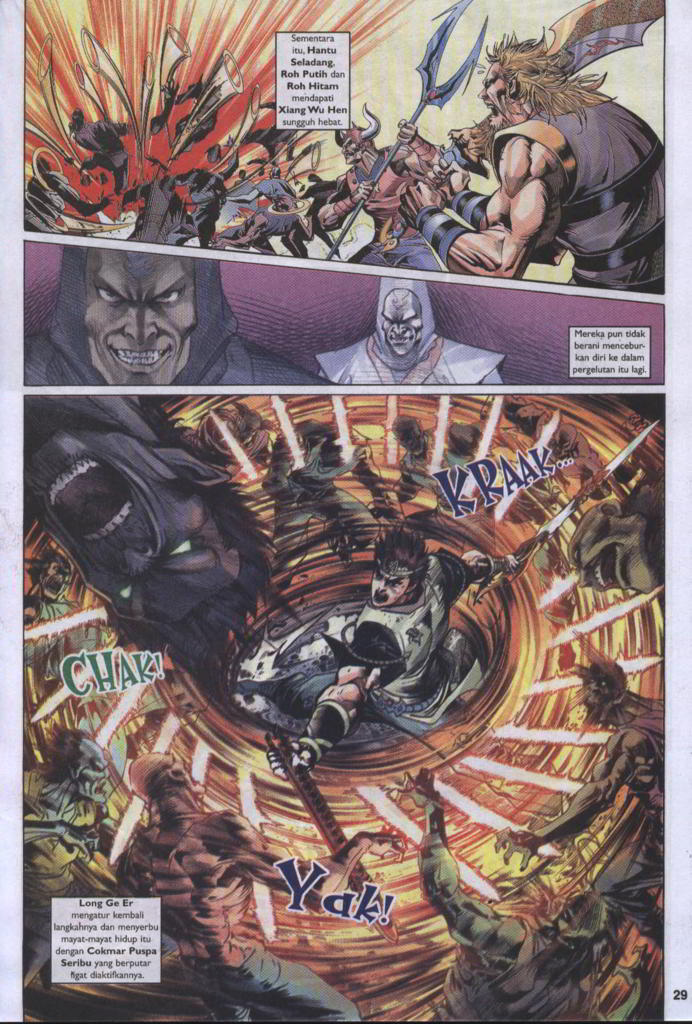 Sementara
itu, Hantu
Seladang,
Roh Putih dan
Roh Hitam
mendapati
Xiang Wu Hen
sungguh hebat.
Mereka pun tidak
berani mencebur-
kan diri ke dalam
pergelutan itu lagi.
KRAAK...
CHAK!
Yak!
Long Ge Er
mengatur kembali
langkahnya dan menyerbu
mayat-mayat hidup itu
dengan Cokmar Puspa
Seribu yang berputar
ligat diaktifkannya.
29